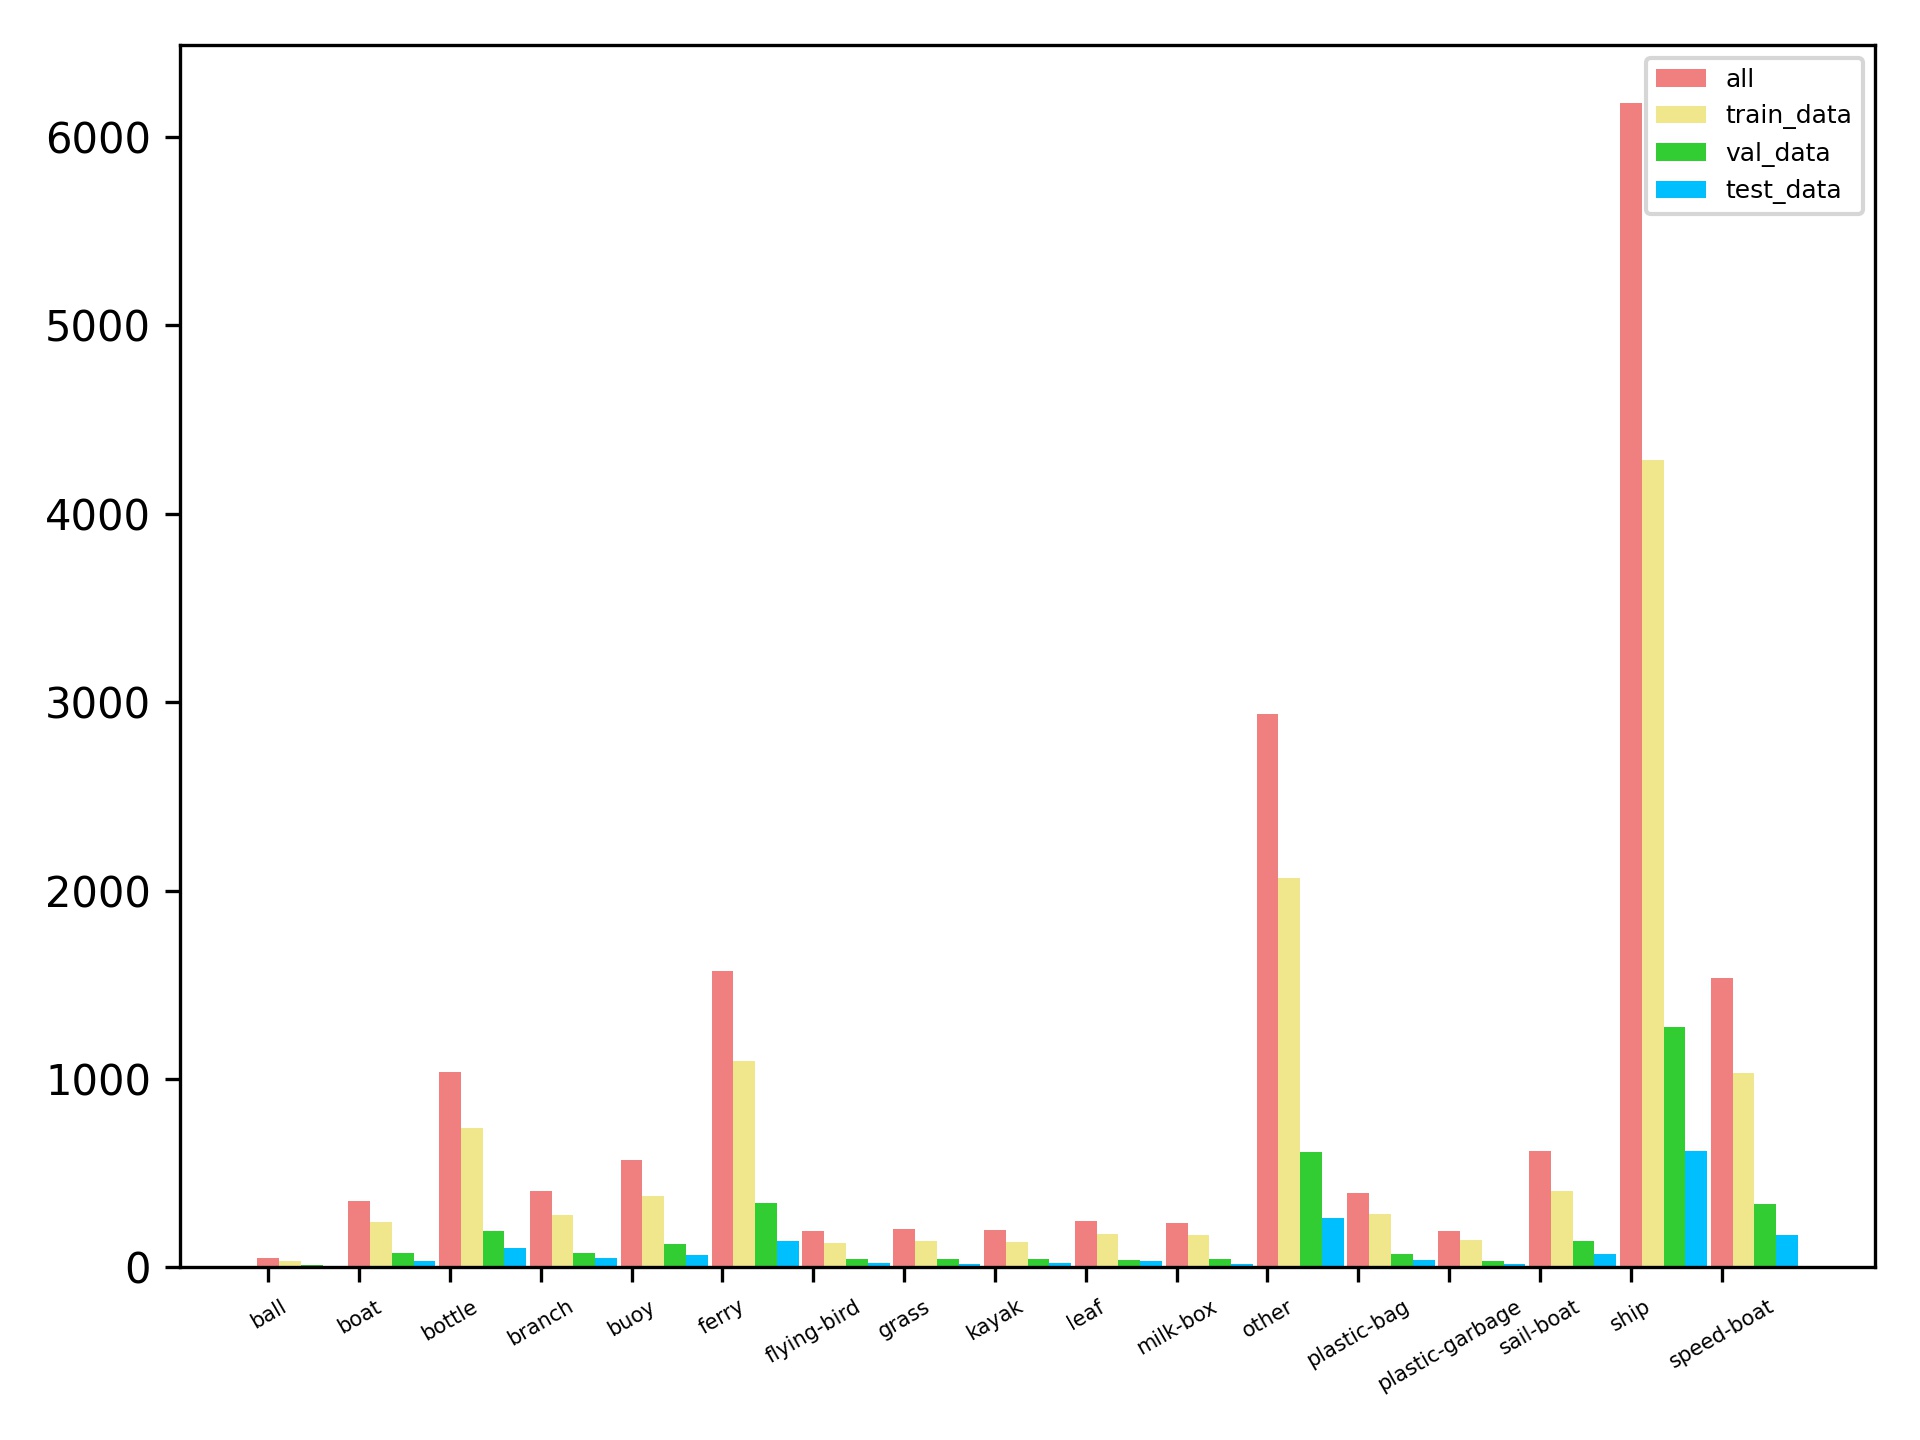 6000
5000
4000
3000
2000
1000
0
all
train_data
val_data
test_data
ball
boat
bottle
branch
buoy
ferry
flying-bird
grass
kayak
leaf
milk-box
other
plastic-bag
plastic-garbage
sail-boat
ship
speed-boat